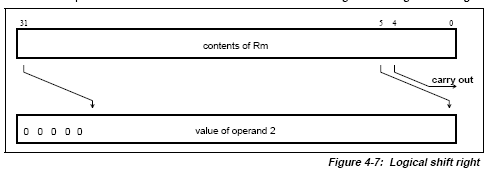 31 5 4 0
contents of Rm
carry out
0 0 0 0 0 value of operand 2
Figure 4-7: Logical shift right